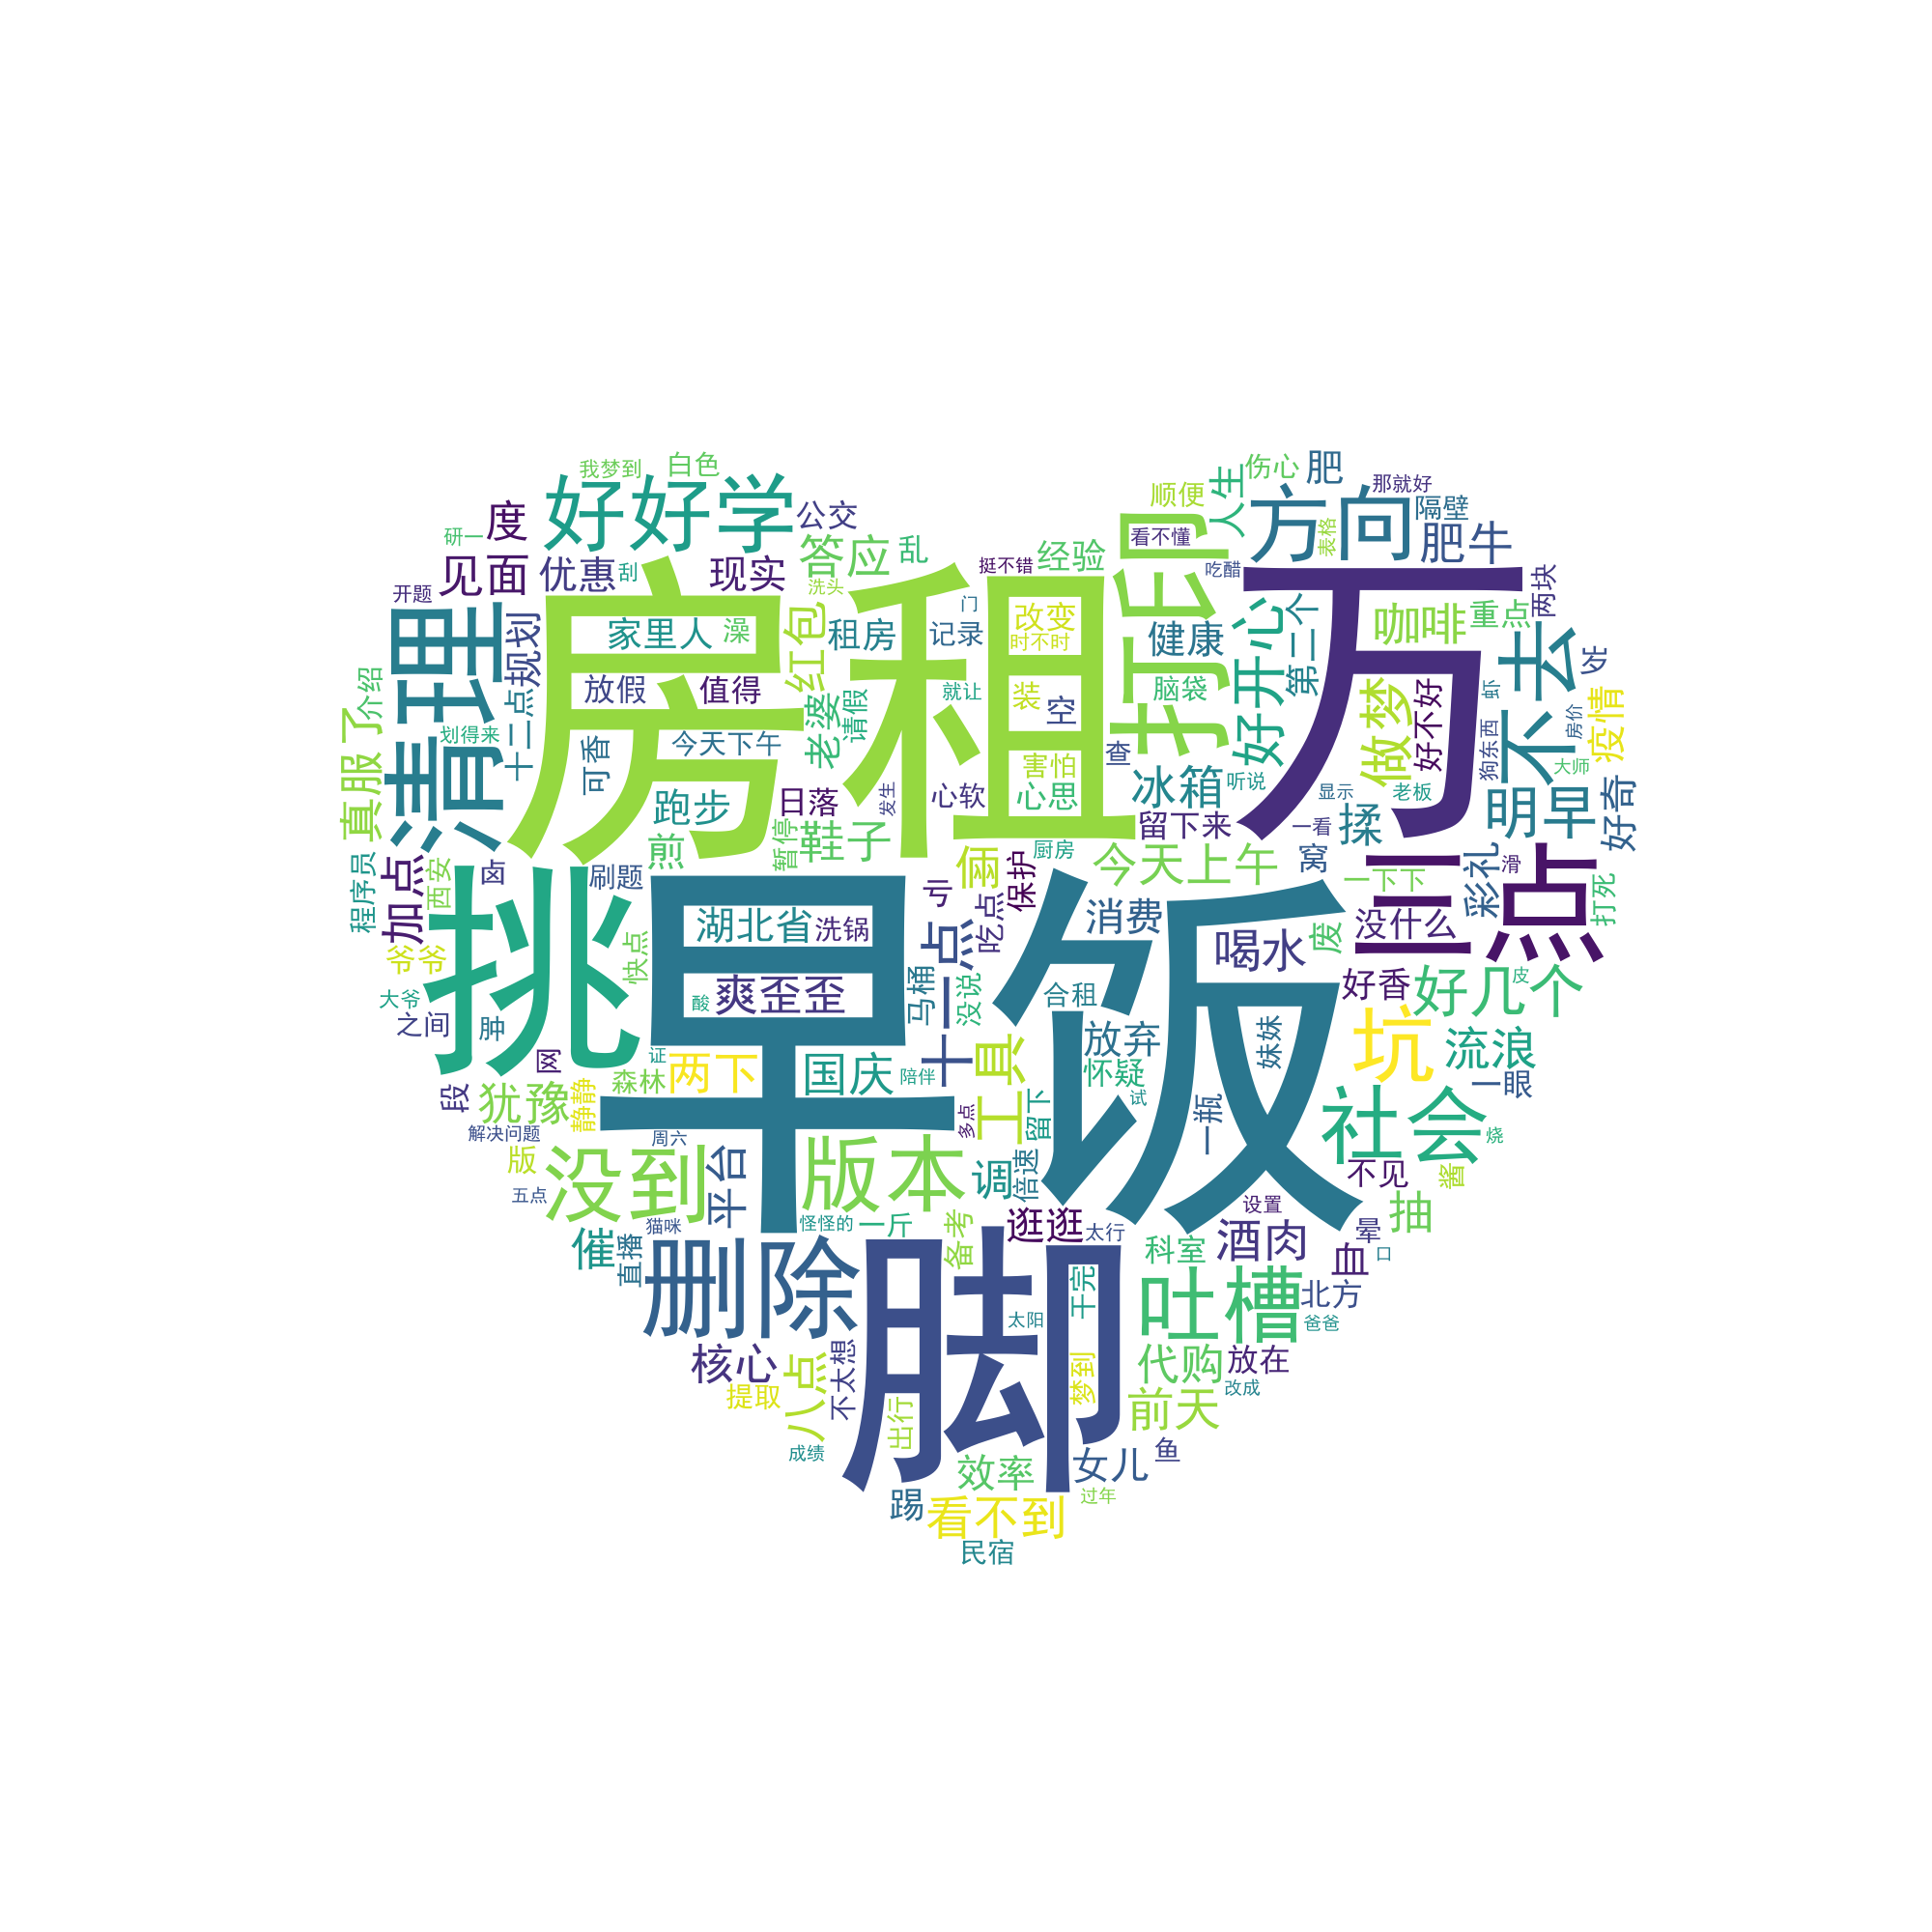 我梦到
白色
伤心
肥
那就好
研一
度
好好学
公交
顺便
人生
方向
隔壁
肥牛
表格
见面
优惠
刮
现实
答应
乱
挺不错
经验
看不懂
打印
吃醋
两块
开题
清理
规划
房租
洗头
红包
租房
记录
门
改变
时不时
健康
好开心
第二个
万
咖啡
重点
不去
岁
家里人
澡
介绍
真服了
划得来
十二点
放假
值得
老婆
请假
就让
装
空
脑袋
做梦
好不好
虾
狗东西
房价
疫情
大师
可香
今天下午
查
害怕
心思
心软
冰箱
听说
显示
老板
明早
好奇
跑步
日落
发生
留下来
一看
揉
煎
暂停
鞋子
程序员
加点
西安
卤
刷题
俩
厨房
保护
今天上午
窝
三点
一下下
彩礼
滑
打死
挑
早饭
湖北省
洗锅
亏
十一点
吃点
消费
喝水
废
没什么
爷爷
快点
大爷
之间
肿
酸
爽歪歪
马桶
没说
合租
好香
好几个
皮
网
证
森林
两下
国庆
陪伴
工具
放弃
怀疑
妹妹
坑
流浪
一眼
段
犹豫
静静
试
一瓶
社会
烧
解决问题
周六
多点
留下
版
没到
平台
版本
调
倍速
不见
酱
五点
猫咪
怪怪的
一斤
备考
逛逛
太行
设置
抽
催
直播
删除
脚
科室
酒肉
晕
血
口
干完
吐槽
北方
太阳
爸爸
核心
八点
不太想
梦到
代购
放在
提取
出行
前天
改成
成绩
效率
女儿
鱼
踢
看不到
过年
民宿